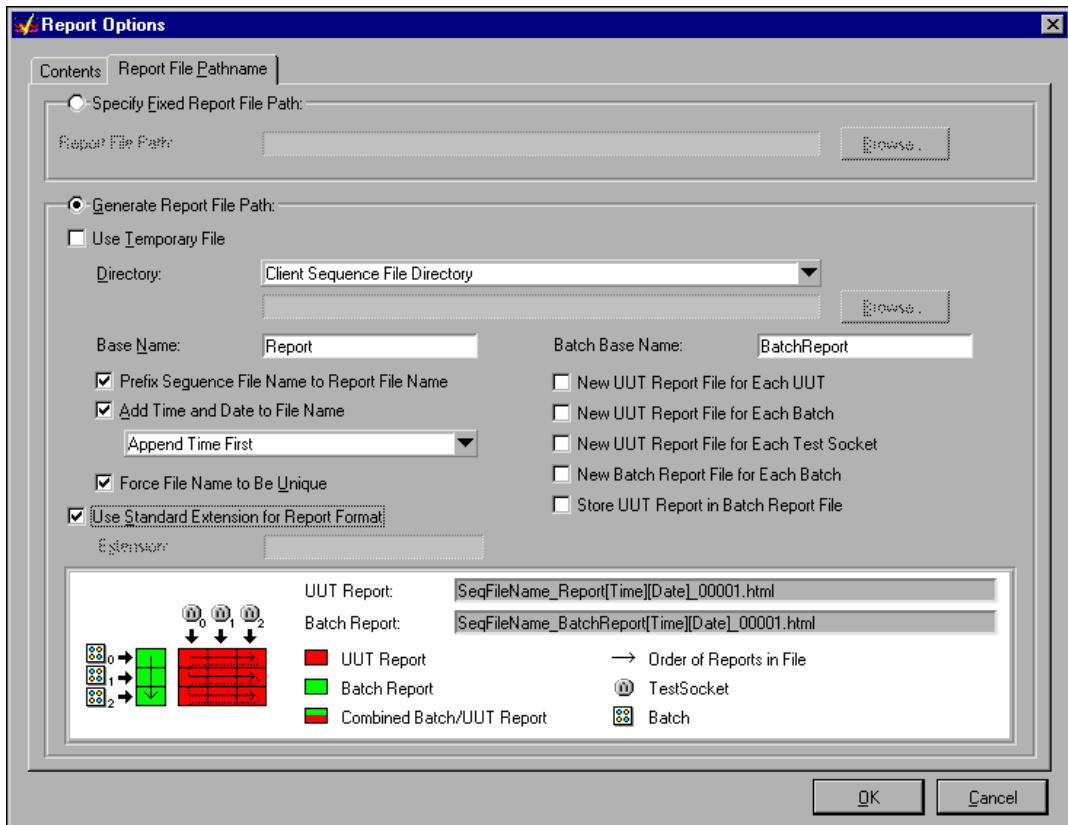 Report Options
Contents
Report File Pathname
Specify Fixed Report File Path:
Report File Path:
Browse..
Generate Report File Path:
Use Temporary File
Directory:
Client Sequence File Directory
Browse..
Base Name:
Report
Batch Base Name:
BatchReport
Prefix Sequence File Name to Report File Name
New UUT Report File for Each UUT
Add Time and Date to File Name
New UUT Report File for Each Batch
Append Time First
New UUT Report File for Each Test Socket
Force File Name to Be Unique
New Batch Report File for Each Batch
Use Standard Extension for Report Format
Store UUT Report in Batch Report File
Extension:
UUT Report:
SeqFileName_Report[Time][Date]_00001.html
Batch Report:
SeqFileName_BatchReport[Time][Date]_00001.html
0 1 2
0
1
2
UUT Report
Order of Reports in File
Batch Report
TestSocket
Combined Batch/UUT Report
Batch
OK
Cancel